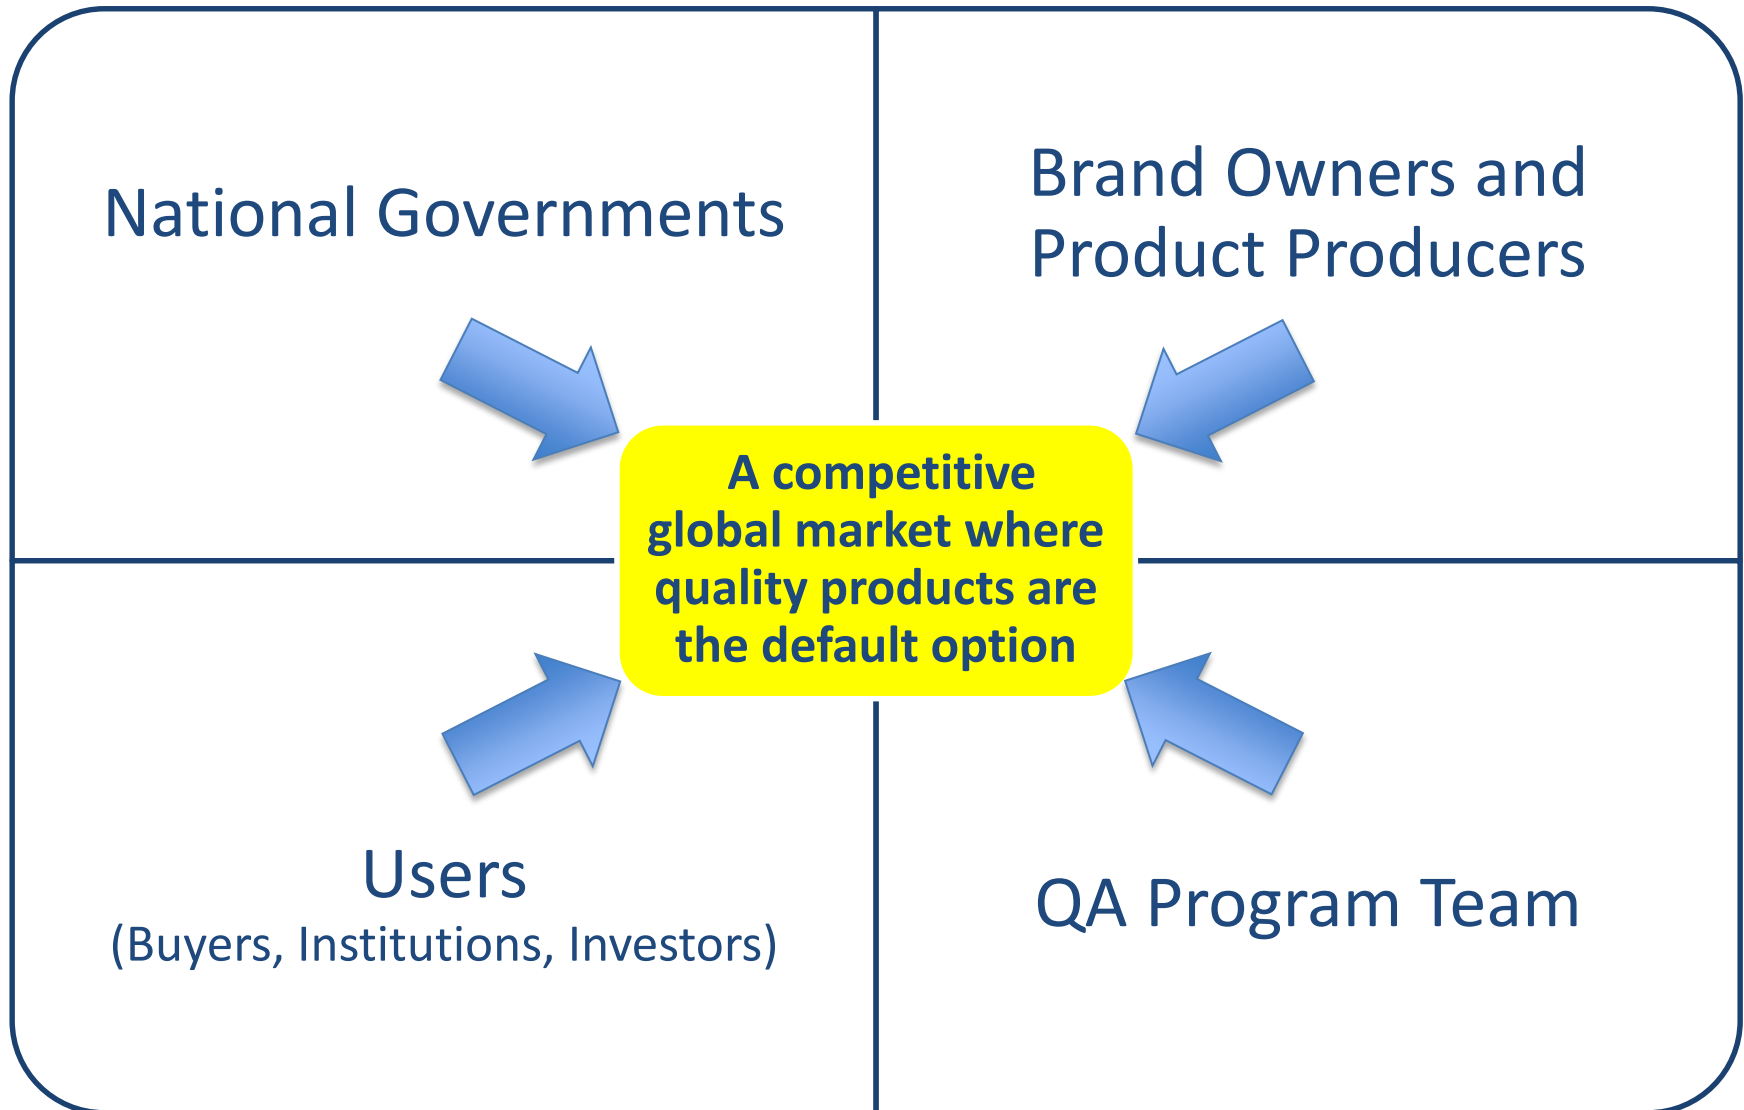 National Governments
Brand Owners and
Product Producers
A competitive
global market where
quality products are
the default option
Users
(Buyers, Institutions, Investors)
QA Program Team